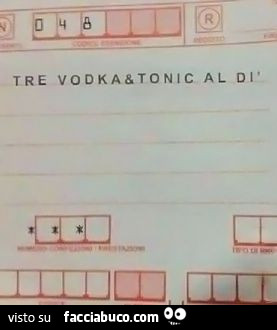 N 0 4 8 R
CODICE ESENZIONE REDDITO
TRE VODKA&TONIC AL DI'
* * *
NUMERO CONFEZIONI / PRESTAZIONI TIPO DI RIC
visto su facciabuco.com